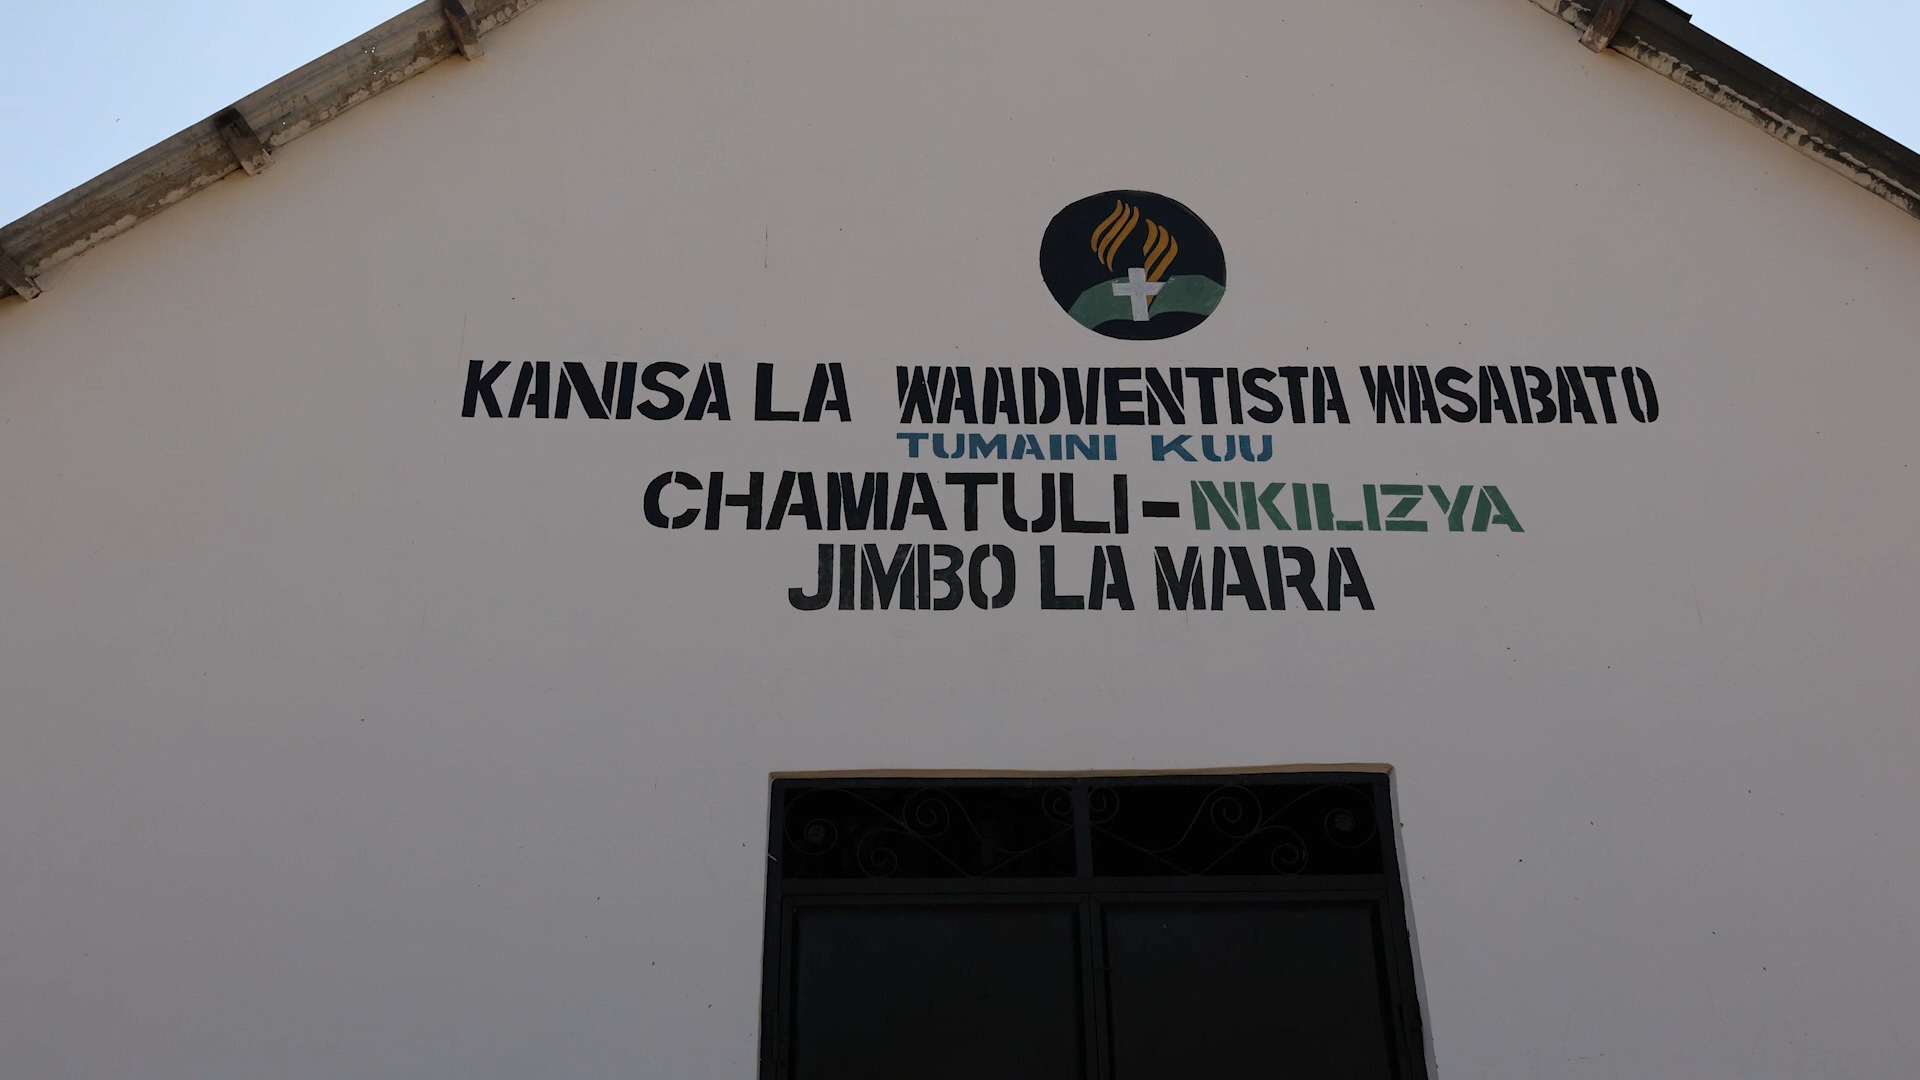 KANISA LA WAADVENTISTA WASABATO
TUMAINI KUU
CHAMATULI-NKILIZYA
JIMBO LA MARA